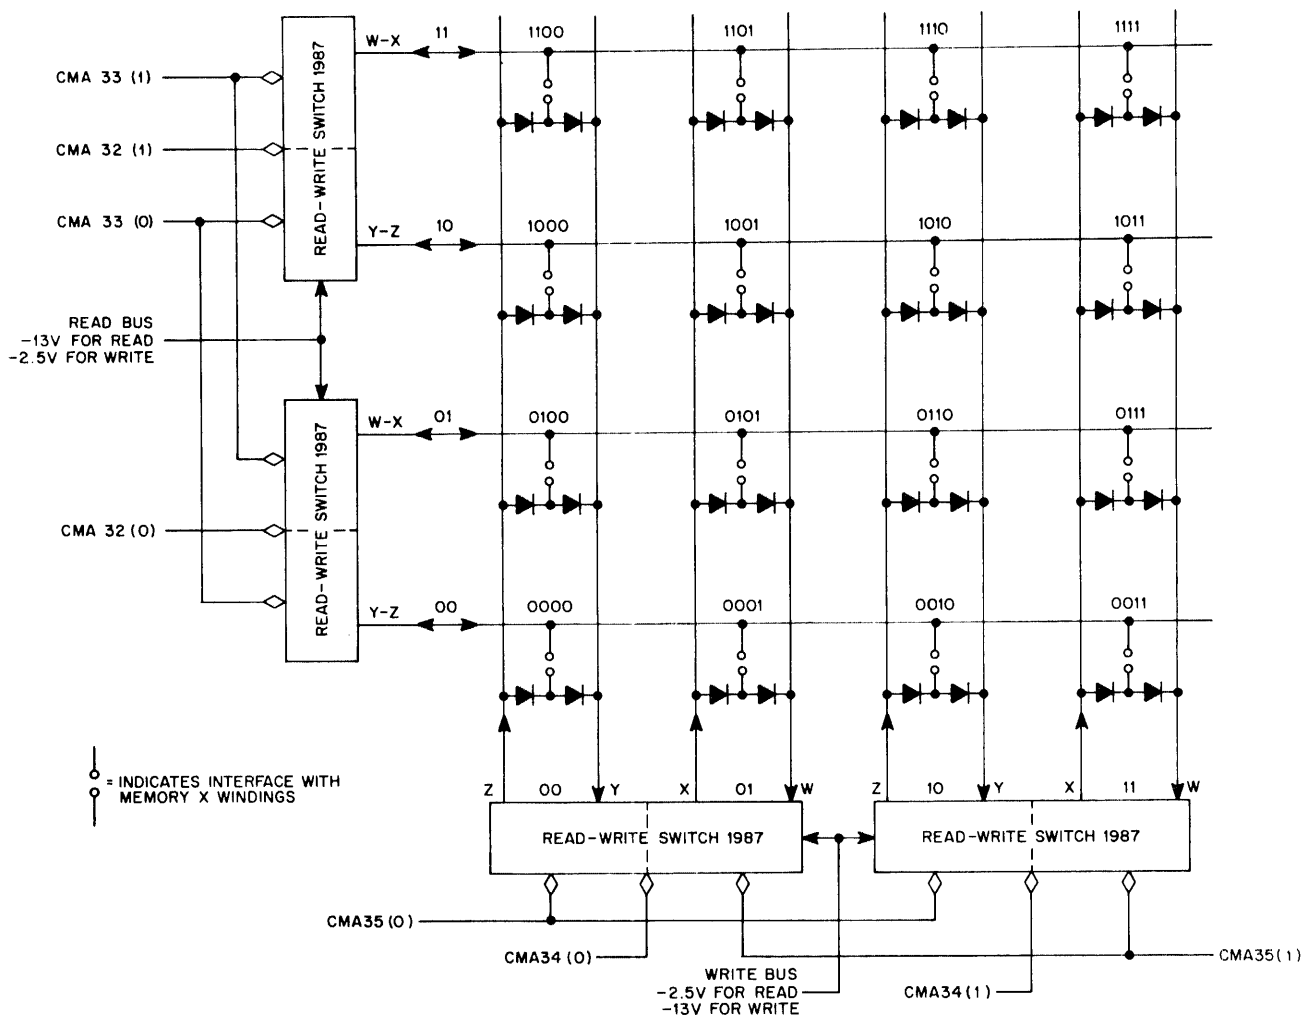 W-X 11 1100 1101 1110 1111
CMA 33 (1)
READ-WRITE SWITCH 1987
CMA 32 (1)
CMA 33 (0)
Y-Z 10 1000 1001 1010 1011
READ BUS
-13V FOR READ
-2.5V FOR WRITE
W-X 01 0100 0101 0110 0111
READ-WRITE SWITCH 1987
CMA 32(0)
Y-Z 00 0000 0001 0010 0011
= INDICATES INTERFACE WITH
MEMORY X WINDINGS
Z 00 Y X 01 W Z 10 Y X 11 W
READ-WRITE SWITCH 1987 READ-WRITE SWITCH 1987
CMA35(0)
CMA34(0)
CMA35(1)
WRITE BUS
-2.5V FOR READ
-13V FOR WRITE
CMA34(1)